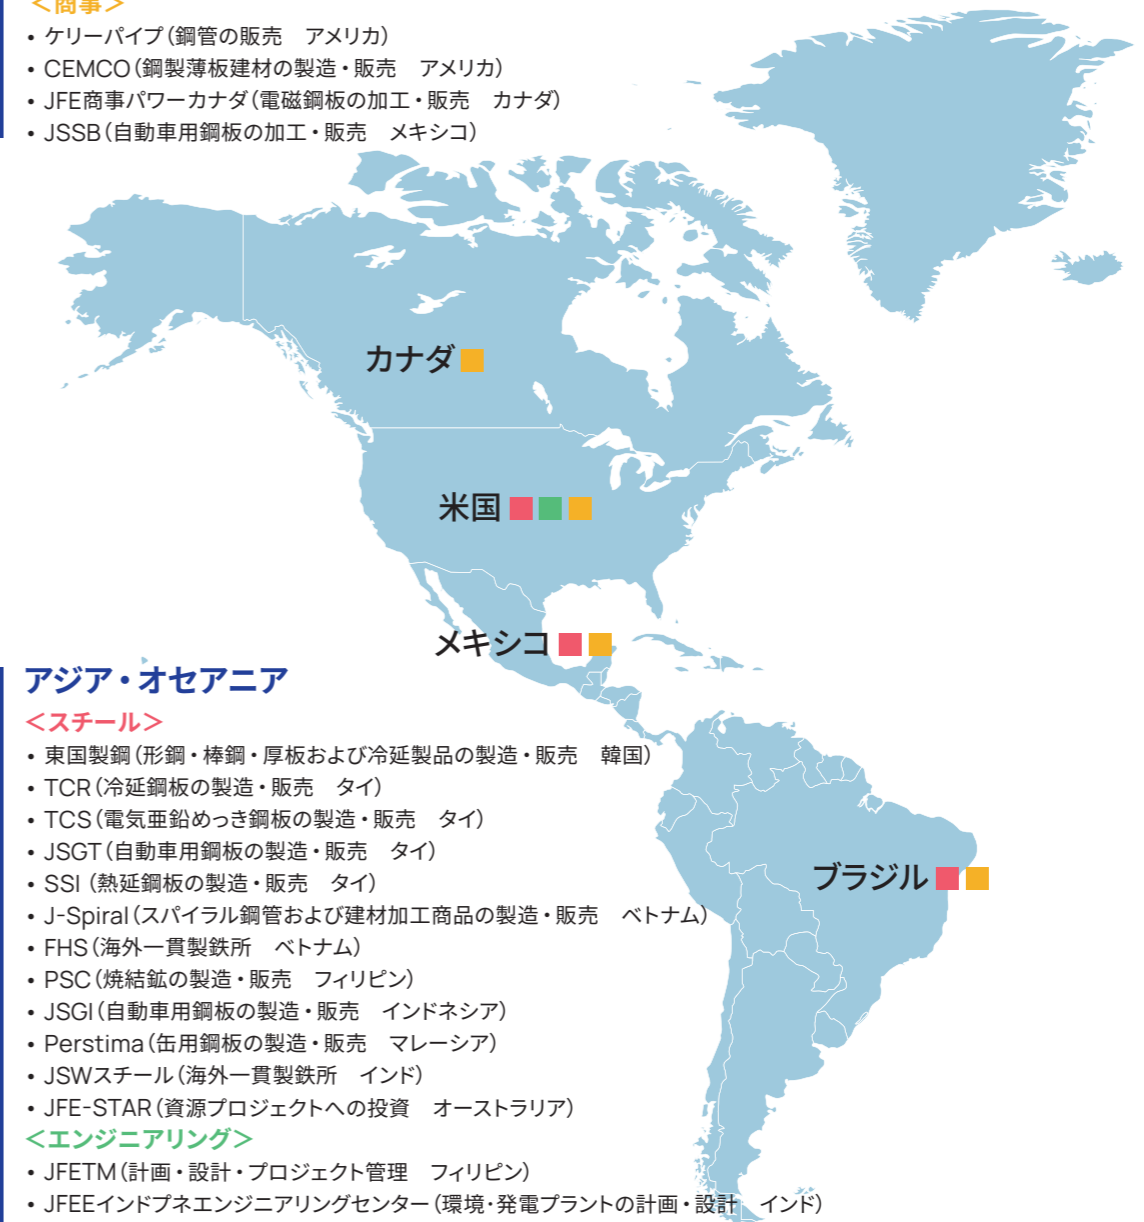 ＜商事＞
• ケリーパイプ（鋼管の販売　アメリカ）
• CEMCO（鋼製薄板建材の製造・販売　アメリカ）
• JFE商事パワーカナダ（電磁鋼板の加工・販売　カナダ）
• JSSB（自動車用鋼板の加工・販売　メキシコ）
カナダ
米国
メキシコ
ブラジル
アジア・オセアニア
＜スチール＞
• 東国製鋼（形鋼・棒鋼・厚板および冷延製品の製造・販売　韓国）
• TCR（冷延鋼板の製造・販売　タイ）
• TCS（電気亜鉛めっき鋼板の製造・販売　タイ）
• JSGT（自動車用鋼板の製造・販売　タイ）
• SSI（熱延鋼板の製造・販売　タイ）
• J-Spiral（スパイラル鋼管および建材加工商品の製造・販売　ベトナム）
• FHS（海外一貫製鉄所　ベトナム）
• PSC（焼結鉱の製造・販売　フィリピン）
• JSGI（自動車用鋼板の製造・販売　インドネシア）
• Perstima（缶用鋼板の製造・販売　マレーシア）
• JSWスチール（海外一貫製鉄所　インド）
• JFE-STAR（資源プロジェクトへの投資　オーストラリア）
＜エンジニアリング＞
• JFETM（計画・設計・プロジェクト管理　フィリピン）
• JFEEインドプネエンジニアリングセンター（環境・発電プラントの計画・設計　インド）